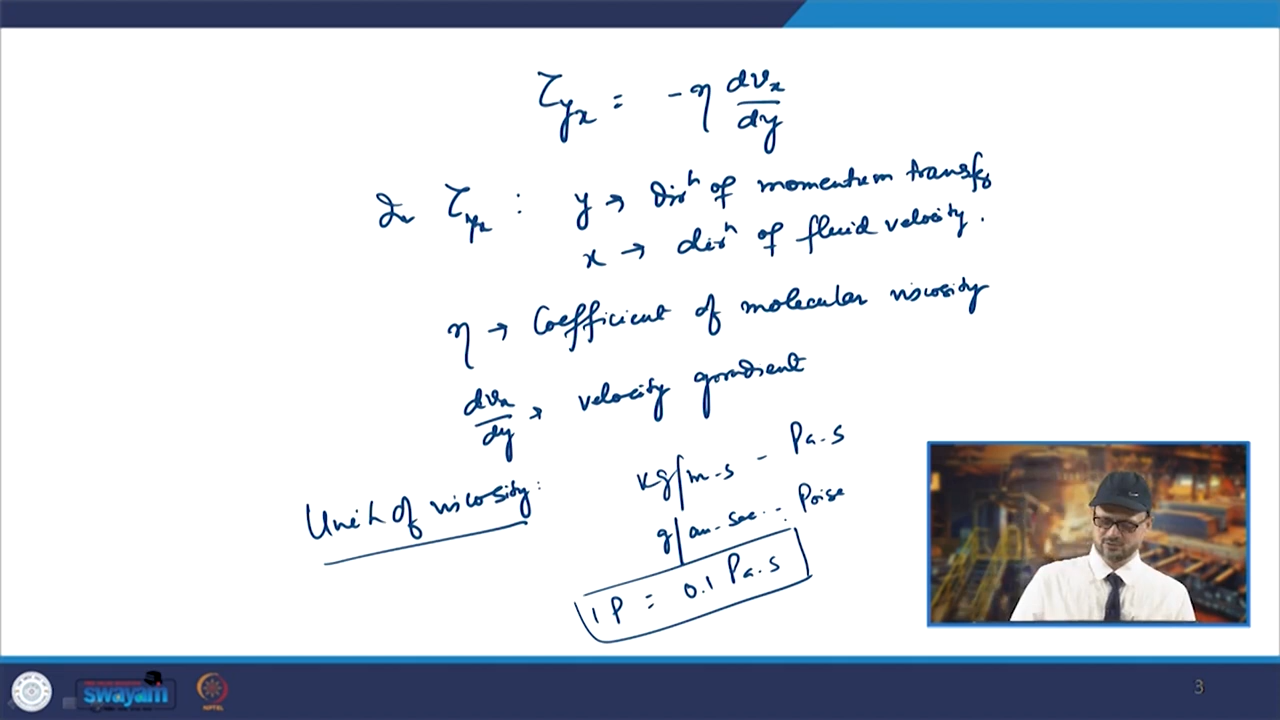 τyx = -η dvx/dy
In τyx : y → dirn of momentum transfer
x → dirn of fluid velocity.
η → Coefficient of molecular viscosity
dvx/dy → velocity gradient
Unit of viscosity: kg/m-s - Pa.s
g/cm-sec.. Poise
1 P = 0.1 Pa.s
swayam
NPTEL
3